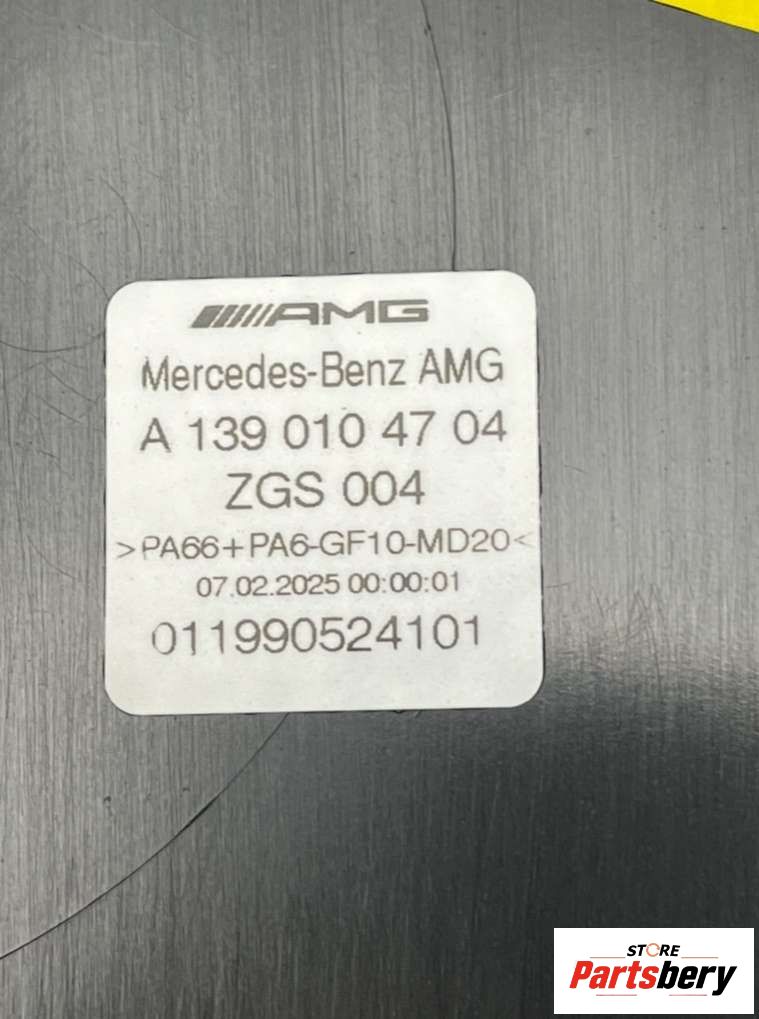 AMG
Mercedes-Benz AMG
A 139 010 47 04
ZGS 004
>PA66+PA6-GF10-MD20<
07.02.2025 00:00:01
011990524101
STORE
Partsbery